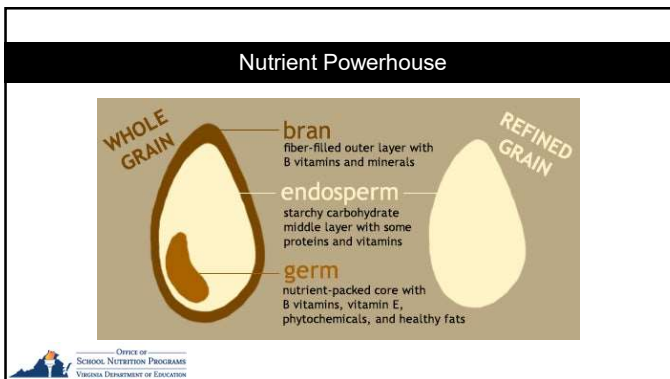 Nutrient Powerhouse
WHOLE
GRAIN
bran
fiber-filled outer layer with
B vitamins and minerals
REFINED
GRAIN
endosperm
starchy carbohydrate
middle layer with some
proteins and vitamins
germ
nutrient-packed core with
B vitamins, vitamin E,
phytochemicals, and healthy fats
OFFICE OF
SCHOOL NUTRITION PROGRAMS
VIRGINIA DEPARTMENT OF EDUCATION